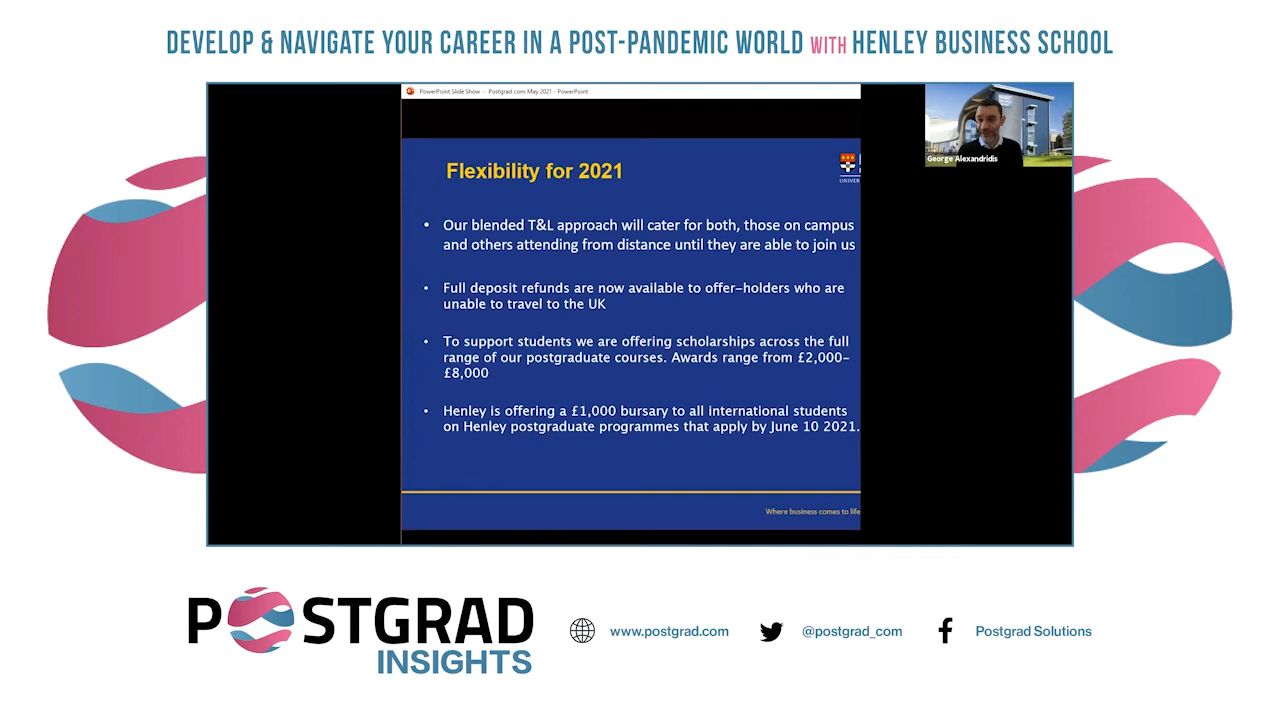 DEVELOP & NAVIGATE YOUR CAREER IN A POST-PANDEMIC WORLD WITH HENLEY BUSINESS SCHOOL
PowerPoint Slide Show - Postgrad com May 2021 - PowerPoint
George Alexandridis
Flexibility for 2021
UNIVER
• Our blended T&L approach will cater for both, those on campus
and others attending from distance until they are able to join us
• Full deposit refunds are now available to offer-holders who are
unable to travel to the UK
• To support students we are offering scholarships across the full
range of our postgraduate courses. Awards range from £2,000-
£8,000
• Henley is offering a £1,000 bursary to all international students
on Henley postgraduate programmes that apply by June 10 2021.
Where business comes to life
POSTGRAD
INSIGHTS
www.postgrad.com
@postgrad_com
Postgrad Solutions